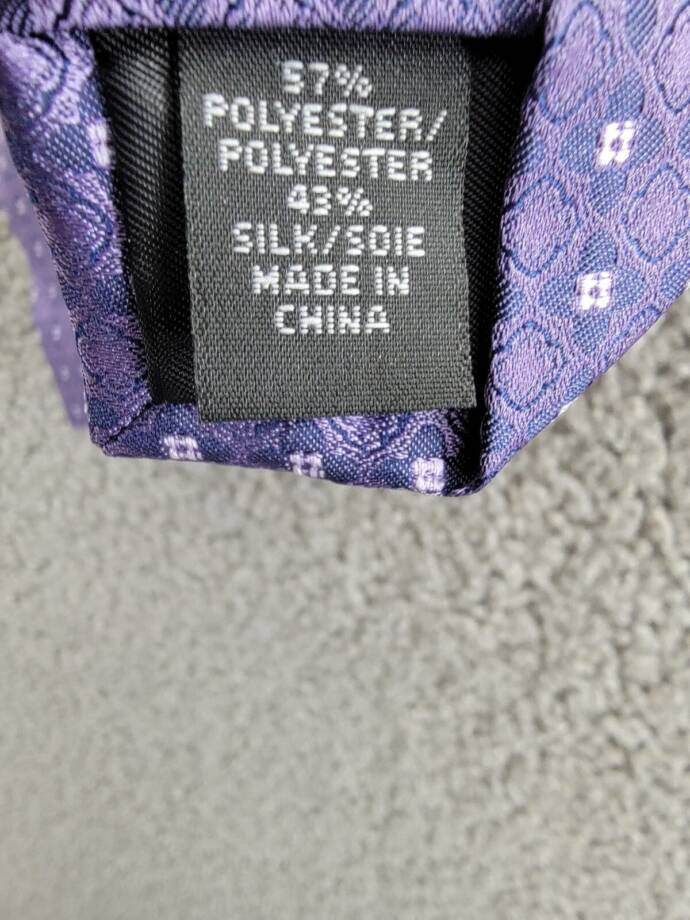 57%
POLYESTER/
POLYESTER
43%
SILK/SOIE
MADE IN
CHINA